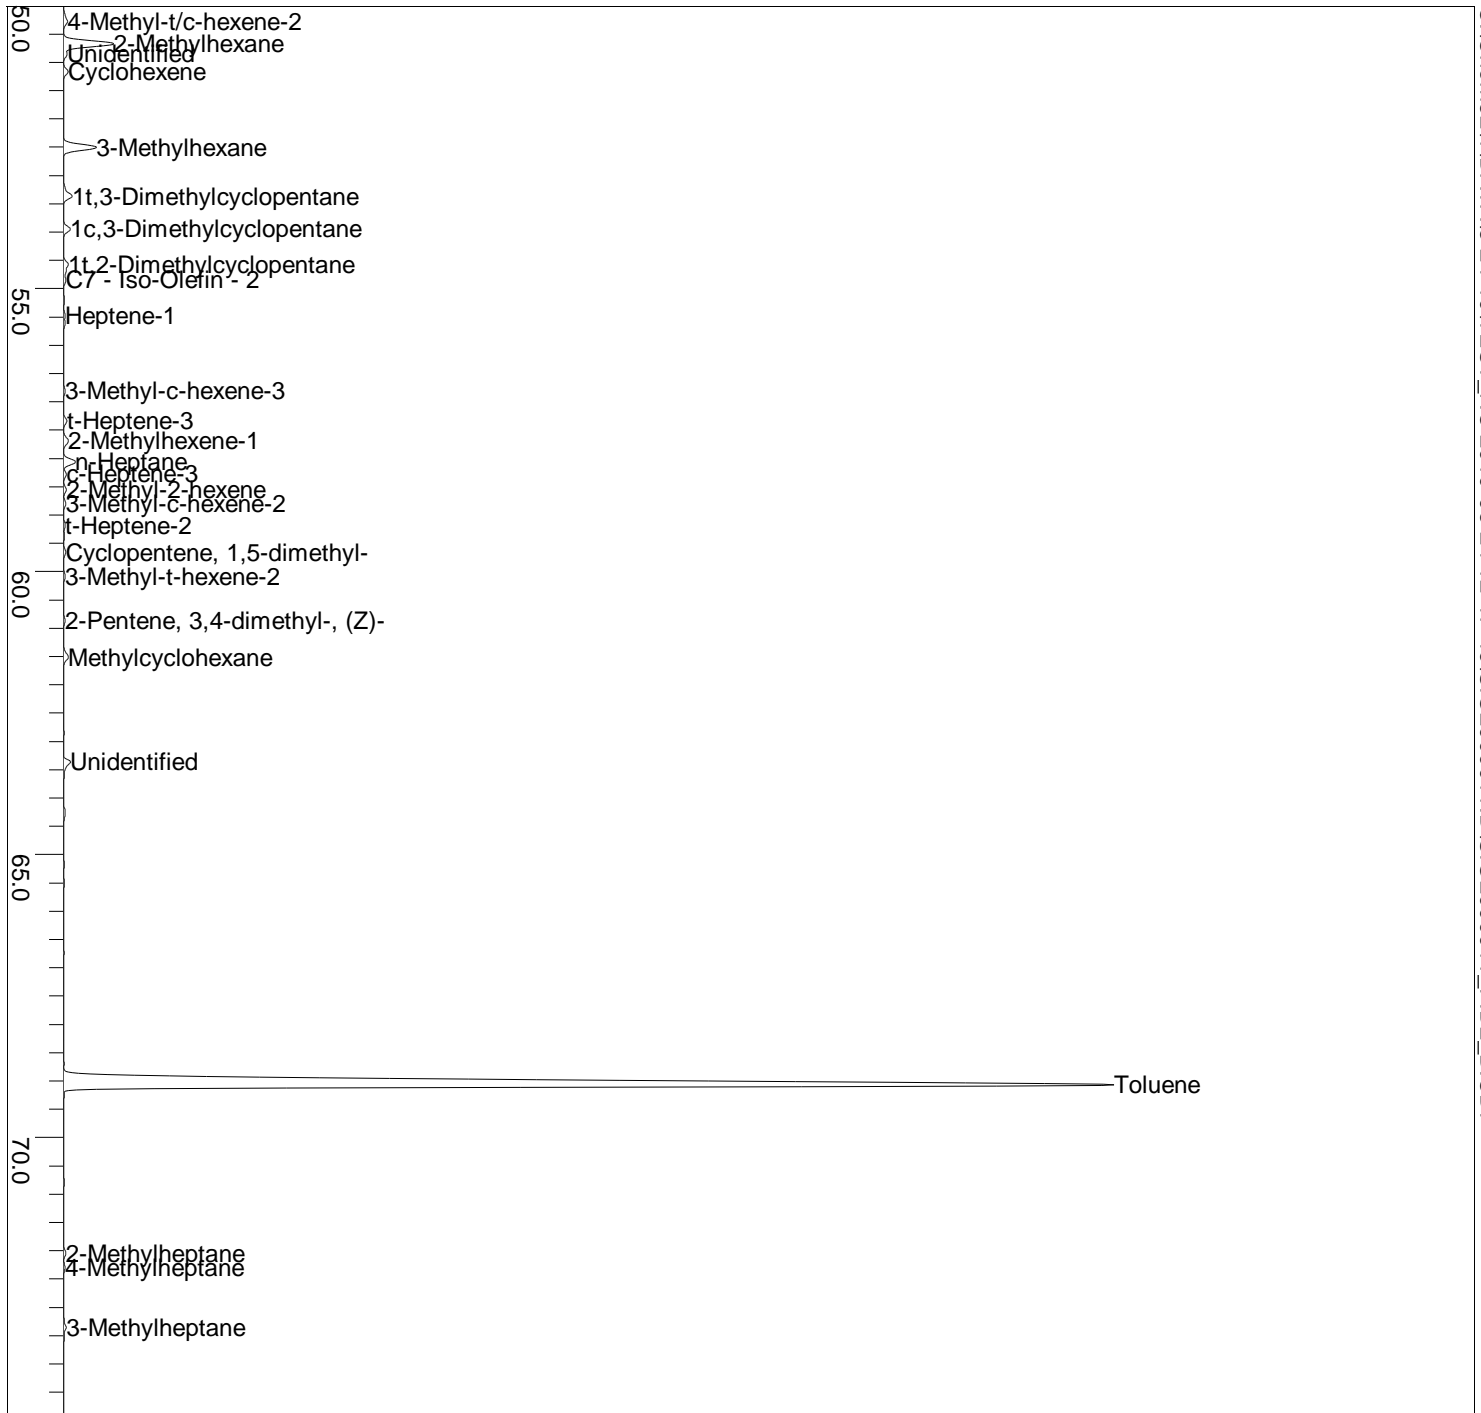 50.0
4-Methyl-t/c-hexene-2
2-Methylhexane
Unidentified
Cyclohexene
3-Methylhexane
1t,3-Dimethylcyclopentane
1c,3-Dimethylcyclopentane
1t,2-Dimethylcyclopentane
C7 - Iso-Olefin - 2
55.0
Heptene-1
3-Methyl-c-hexene-3
t-Heptene-3
2-Methylhexene-1
n-Heptane
c-Heptene-3
2-Methyl-2-hexene
3-Methyl-c-hexene-2
t-Heptene-2
Cyclopentene, 1,5-dimethyl-
60.0
3-Methyl-t-hexene-2
2-Pentene, 3,4-dimethyl-, (Z)-
Methylcyclohexane
Unidentified
65.0
Toluene
70.0
2-Methylheptane
4-Methylheptane
3-Methylheptane